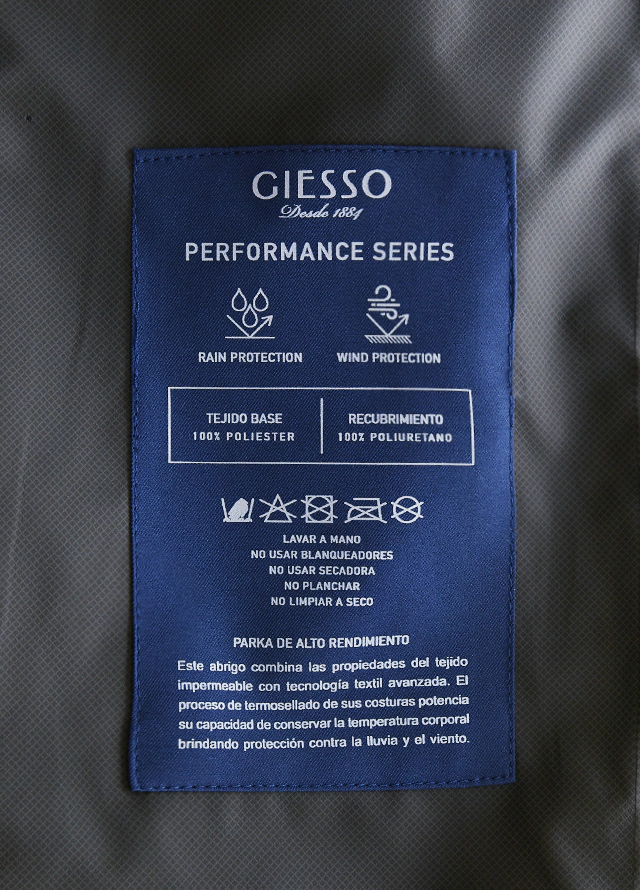 GIESSO
Desde 1884
PERFORMANCE SERIES
RAIN PROTECTION WIND PROTECTION
TEJIDO BASE RECUBRIMIENTO
100% POLIESTER 100% POLIURETANO
LAVAR A MANO
NO USAR BLANQUEADORES
NO USAR SECADORA
NO PLANCHAR
NO LIMPIAR A SECO
PARKA DE ALTO RENDIMIENTO
Este abrigo combina las propiedades del tejido
impermeable con tecnología textil avanzada. El
proceso de termosellado de sus costuras potencia
su capacidad de conservar la temperatura corporal
brindando protección contra la lluvia y el viento.